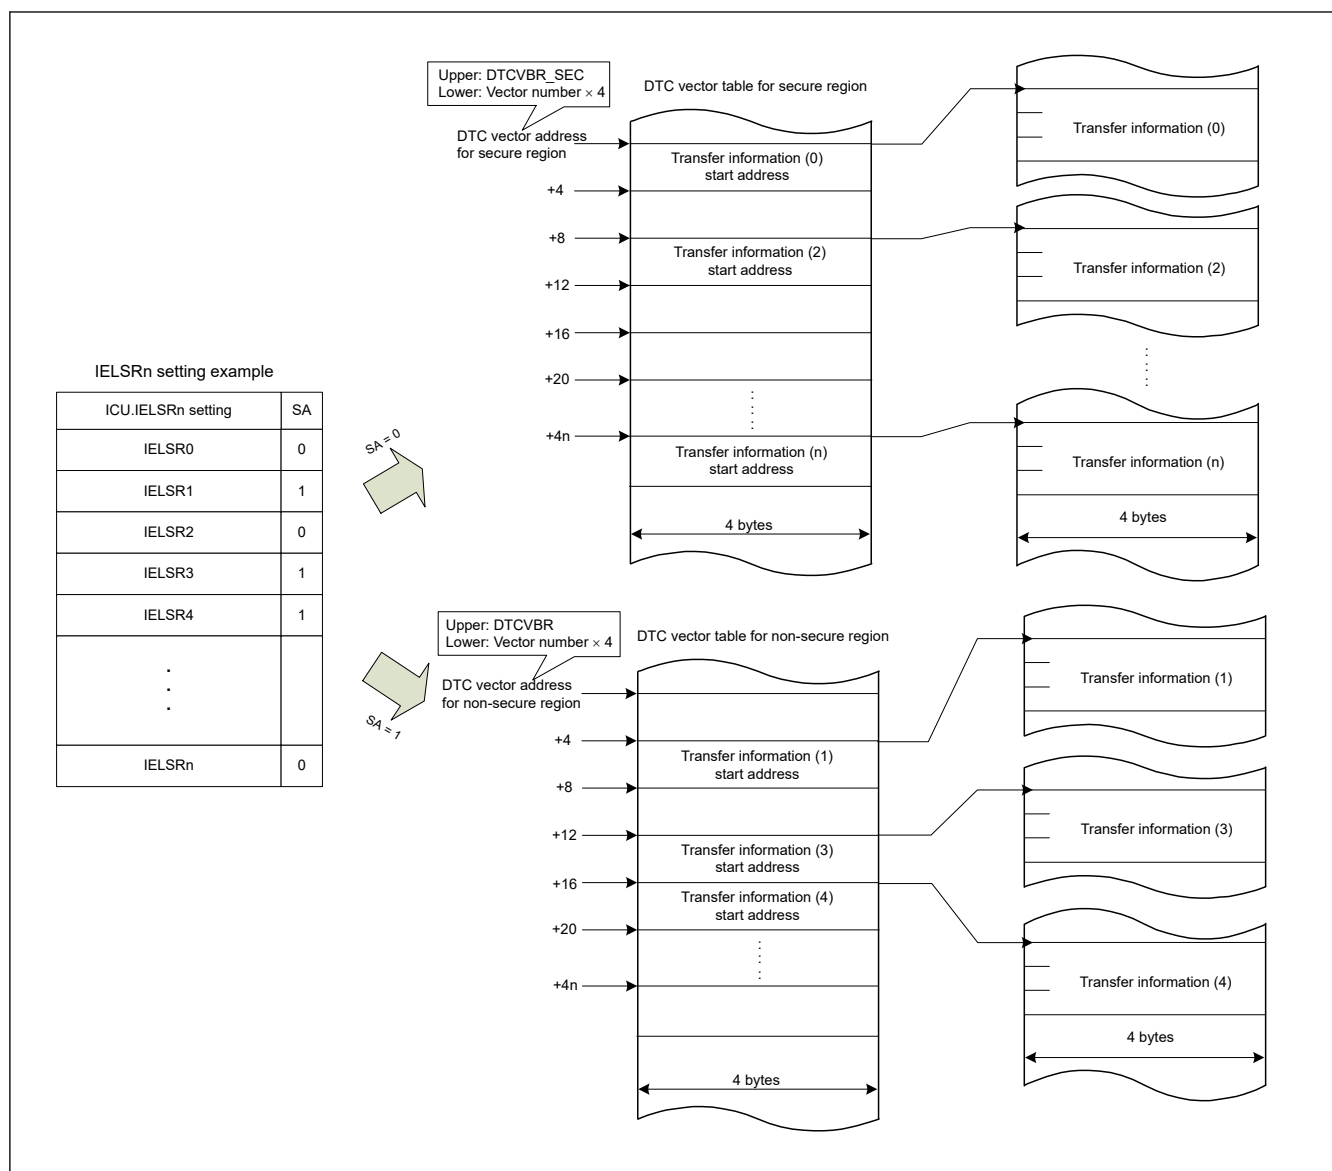 Upper: DTCVBR_SEC
Lower: Vector number × 4
DTC vector table for secure region
DTC vector address
for secure region
Transfer information (0)
start address
+4
+8
Transfer information (2)
start address
+12
+16
+20
+4n
Transfer information (n)
start address
4 bytes
Transfer information (0)
Transfer information (2)
Transfer information (n)
4 bytes
IELSRn setting example
ICU.IELSRn setting SA
IELSR0 0
IELSR1 1
IELSR2 0
IELSR3 1
IELSR4 1
IELSRn 0
SA = 0
SA = 1
Upper: DTCVBR
Lower: Vector number × 4
DTC vector table for non-secure region
DTC vector address
for non-secure region
+4
Transfer information (1)
start address
+8
+12
Transfer information (3)
start address
+16
Transfer information (4)
start address
+20
+4n
4 bytes
Transfer information (1)
Transfer information (3)
Transfer information (4)
4 bytes